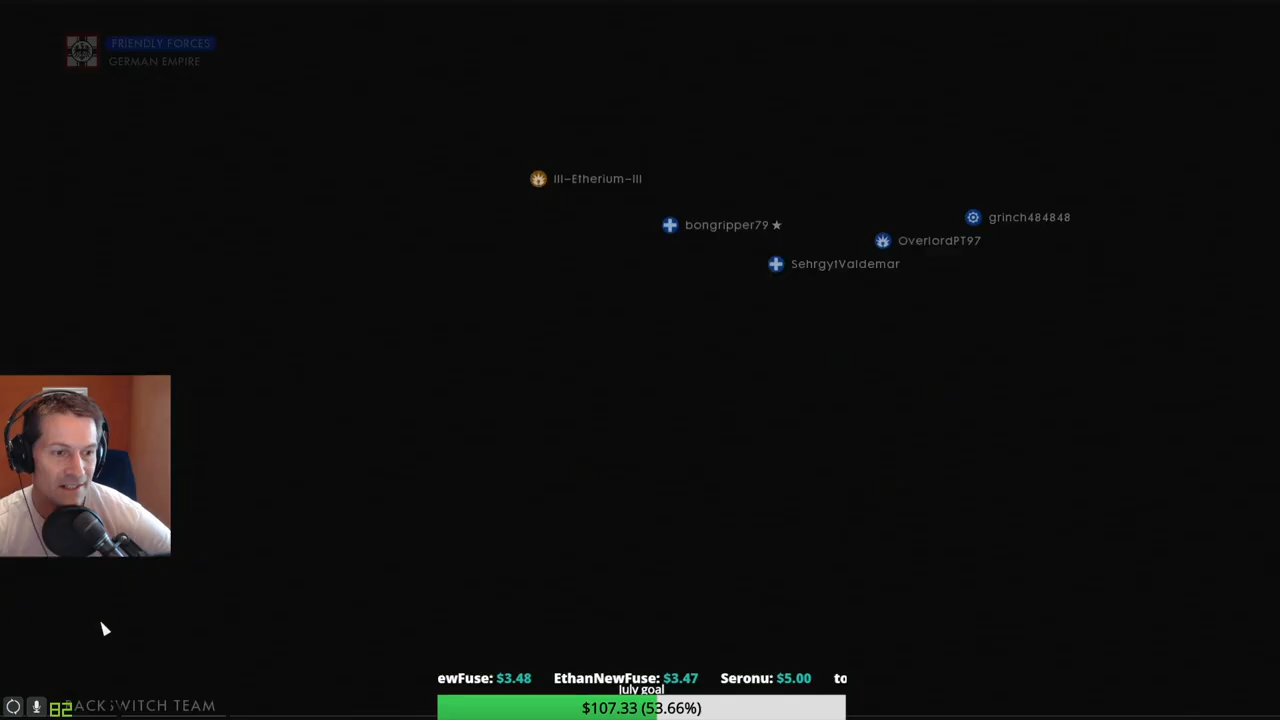 FRIENDLY FORCES
GERMAN EMPIRE
III-Etherium-III
bongripper79 ★
grinch484848
OverlordPT97
SehrgytValdemar
ewFuse: $3.48 EthanNewFuse: $3.47 Seronu: $5.00 to
July goal
$107.33 (53.66%)
82
SWITCH TEAM